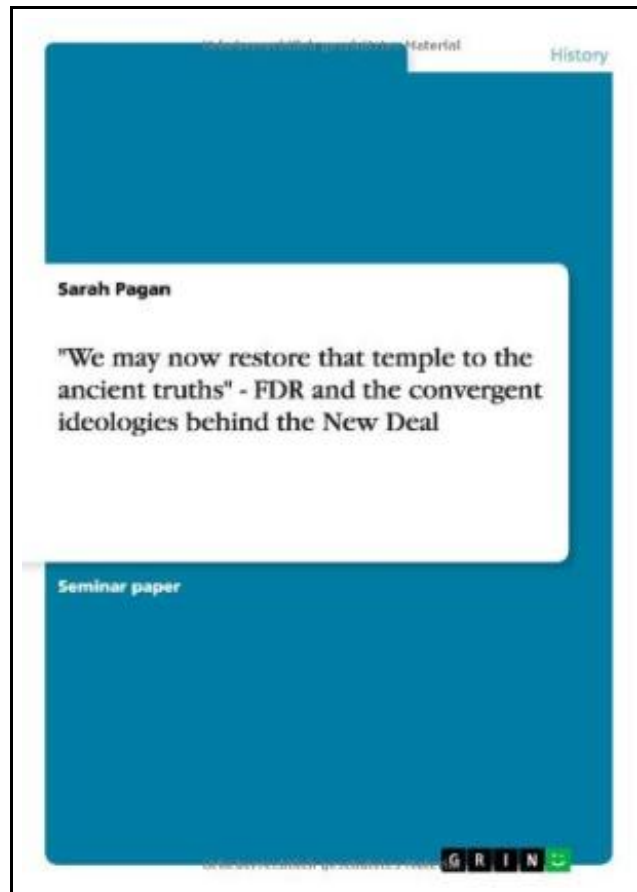 Material
History
Sarah Pagan
"We may now restore that temple to the
ancient truths" - FDR and the convergent
ideologies behind the New Deal
Seminar paper
GRIN